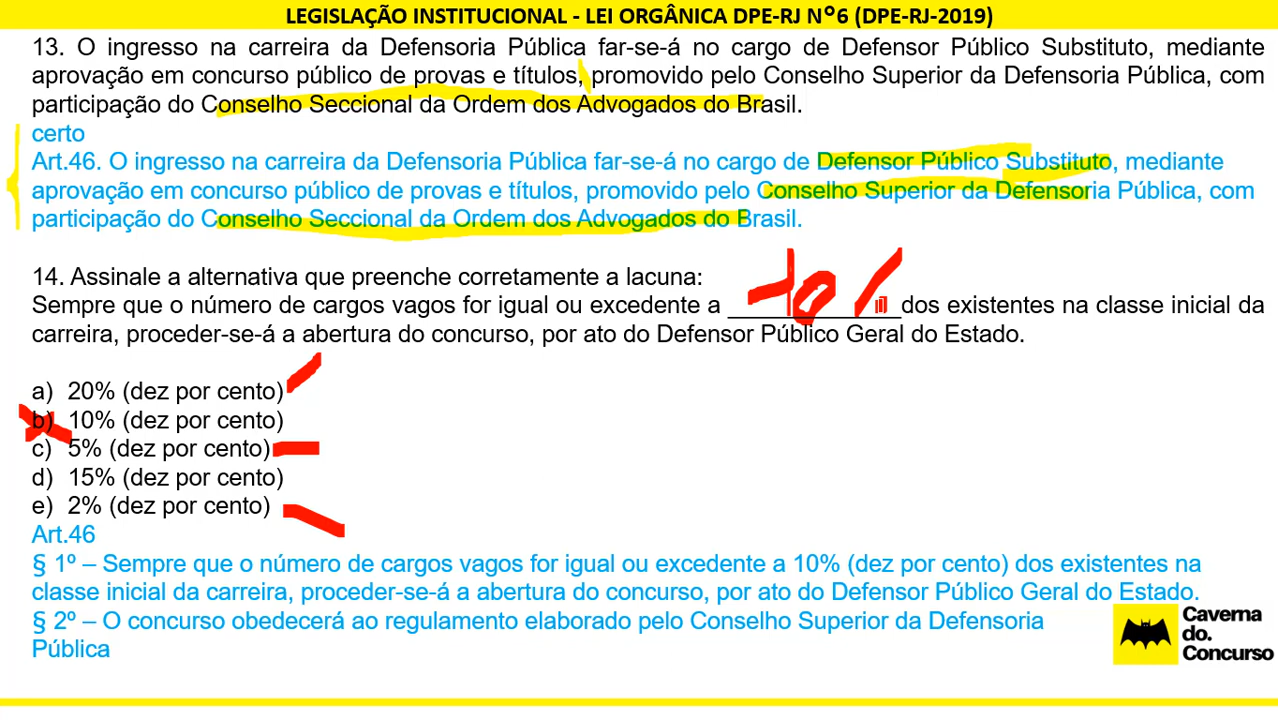 LEGISLAÇÃO INSTITUCIONAL - LEI ORGÂNICA DPE-RJ Nº6 (DPE-RJ-2019)
13. O ingresso na carreira da Defensoria Pública far-se-á no cargo de Defensor Público Substituto, mediante
aprovação em concurso público de provas e títulos, promovido pelo Conselho Superior da Defensoria Pública, com
participação do Conselho Seccional da Ordem dos Advogados do Brasil.
certo
Art.46. O ingresso na carreira da Defensoria Pública far-se-á no cargo de Defensor Público Substituto, mediante
aprovação em concurso público de provas e títulos, promovido pelo Conselho Superior da Defensoria Pública, com
participação do Conselho Seccional da Ordem dos Advogados do Brasil.
14. Assinale a alternativa que preenche corretamente a lacuna:
Sempre que o número de cargos vagos for igual ou excedente a _____________ dos existentes na classe inicial da
carreira, proceder-se-á a abertura do concurso, por ato do Defensor Público Geral do Estado.
a) 20% (dez por cento)
b) 10% (dez por cento)
c) 5% (dez por cento)
d) 15% (dez por cento)
e) 2% (dez por cento)
Art.46
§ 1º – Sempre que o número de cargos vagos for igual ou excedente a 10% (dez por cento) dos existentes na
classe inicial da carreira, proceder-se-á a abertura do concurso, por ato do Defensor Público Geral do Estado.
§ 2º – O concurso obedecerá ao regulamento elaborado pelo Conselho Superior da Defensoria
Pública
Caverna
do.
Concurso